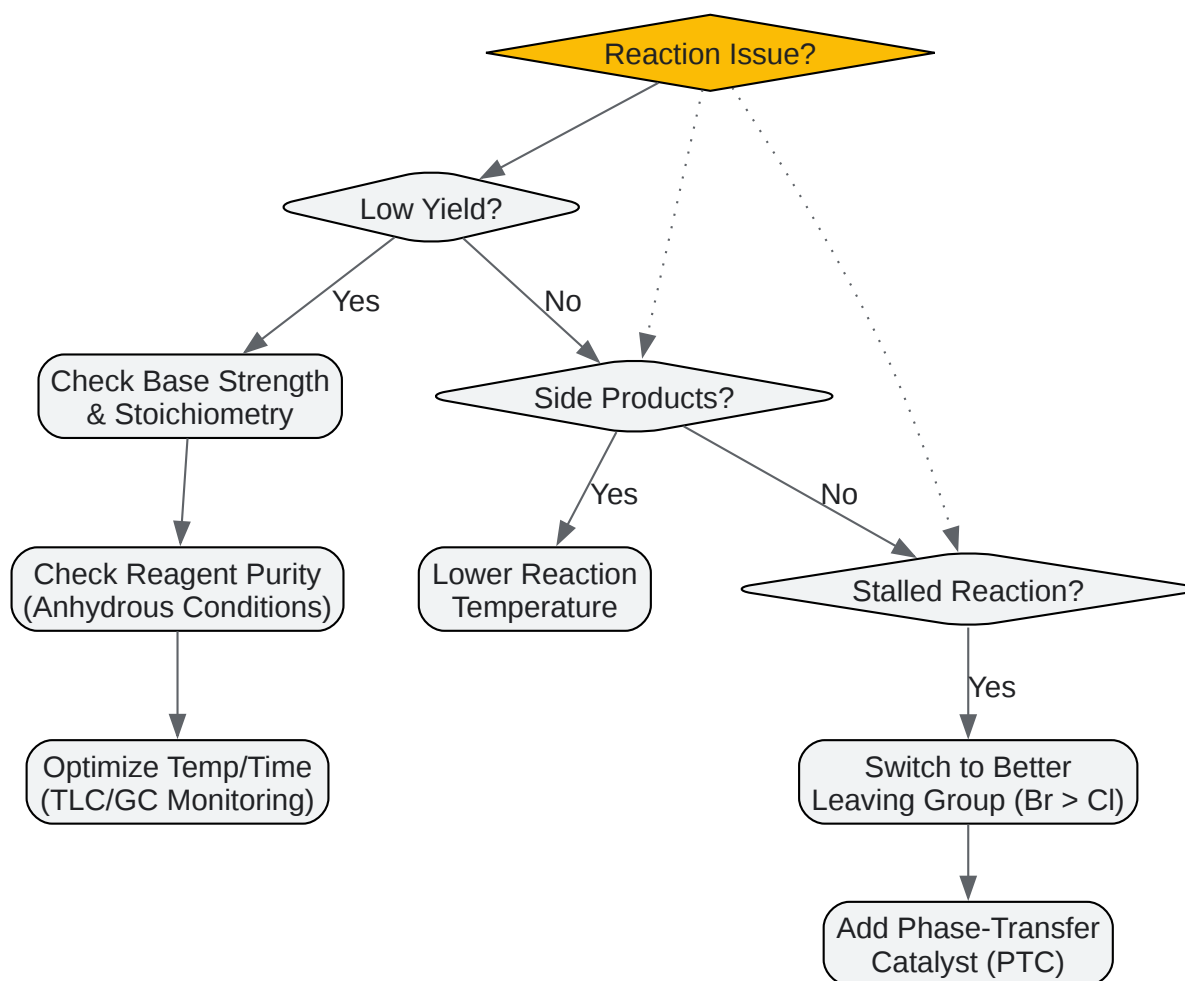 Reaction Issue?
Low Yield?
Yes
No
Check Base Strength
& Stoichiometry
Side Products?
Yes
No
Check Reagent Purity
(Anhydrous Conditions)
Lower Reaction
Temperature
Stalled Reaction?
Yes
Optimize Temp/Time
(TLC/GC Monitoring)
Switch to Better
Leaving Group (Br > Cl)
Add Phase-Transfer
Catalyst (PTC)